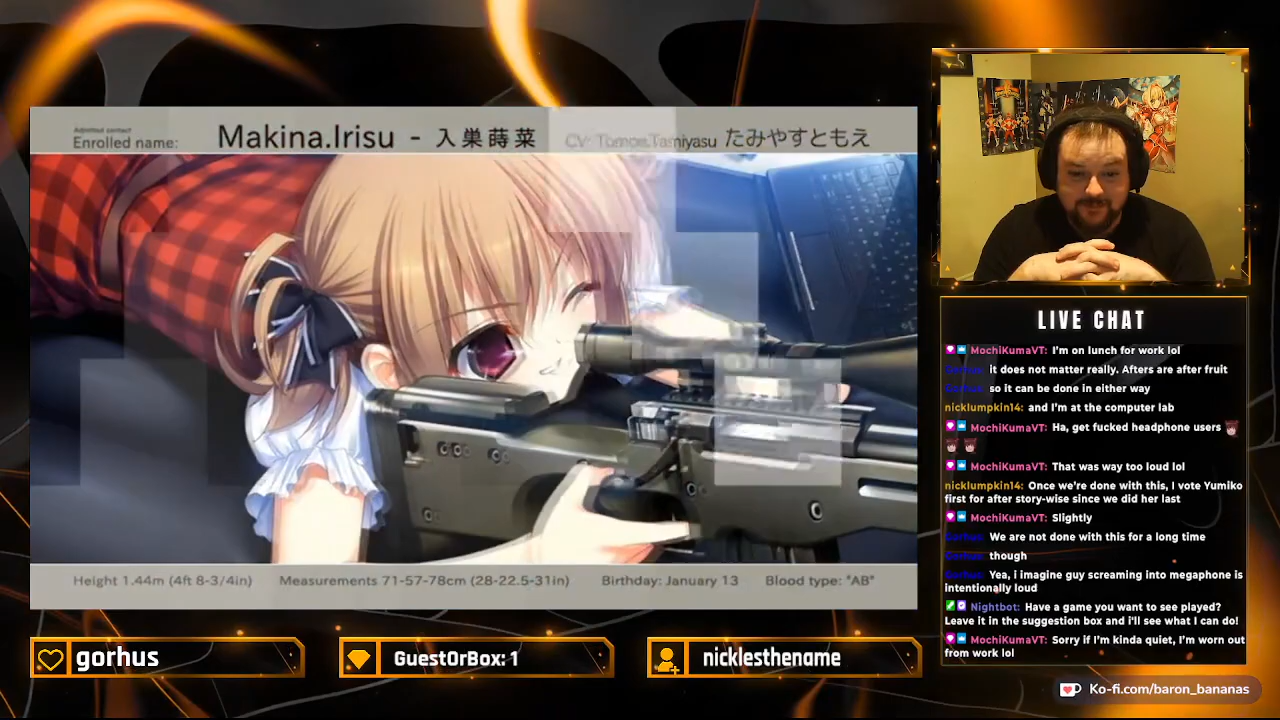 Admitted contact
Enrolled name: Makina.Irisu - 入巣蒔菜 CV: Tomoe.Tamiyasu たみやすともえ
Height 1.44m (4ft 8-3/4in) Measurements 71-57-78cm (28-22.5-31in) Birthday: January 13 Blood type: "AB"
LIVE CHAT
MochiKumaVT: I'm on lunch for work lol
Gorhus: it does not matter really. Afters are after fruit
Gorhus: so it can be done in either way
nicklumpkin14: and I'm at the computer lab
MochiKumaVT: Ha, get fucked headphone users
MochiKumaVT: That was way too loud lol
nicklumpkin14: Once we're done with this, I vote Yumiko
first for after story-wise since we did her last
MochiKumaVT: Slightly
Gorhus: We are not done with this for a long time
Gorhus: though
Gorhus: Yea, i imagine guy screaming into megaphone is
intentionally loud
Nightbot: Have a game you want to see played?
Leave it in the suggestion box and i'll see what I can do!
MochiKumaVT: Sorry if I'm kinda quiet, I'm worn out
from work lol
gorhus
GuestOrBox: 1
nicklesthename
Ko-fi.com/baron_bananas